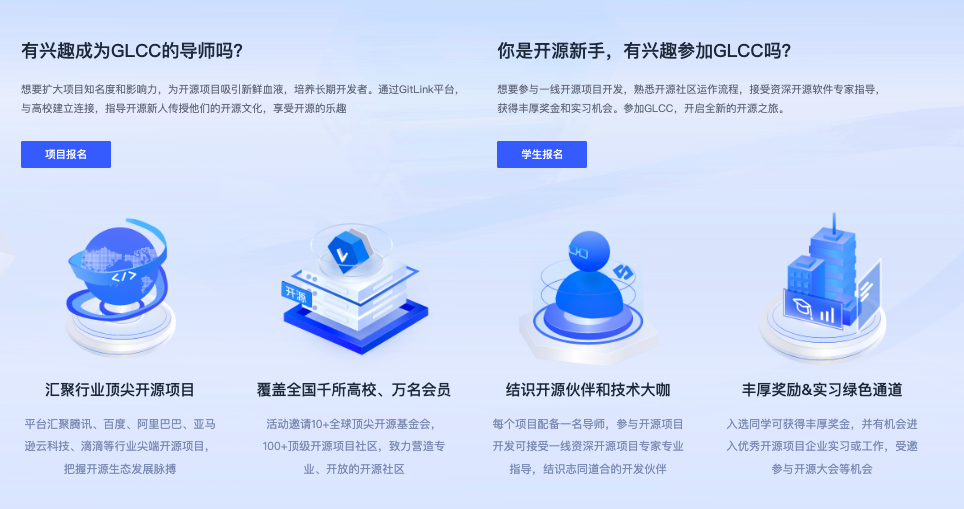 有兴趣成为GLCC的导师吗?
想要扩大项目知名度和影响力，为开源项目吸引新鲜血液，培养长期开发者。通过GitLink平台，
与高校建立连接，指导开源新人传授他们的开源文化，享受开源的乐趣
项目报名
你是开源新手，有兴趣参加GLCC吗?
想要参与一线开源项目开发，熟悉开源社区运作流程，接受资深开源软件专家指导，
获得丰厚奖金和实习机会。参加GLCC，开启全新的开源之旅。
学生报名
</>
开源
汇聚行业顶尖开源项目
平台汇聚腾讯、百度、阿里巴巴、亚马
逊云科技、滴滴等行业尖端开源项目，
把握开源生态发展脉搏
覆盖全国千所高校、万名会员
活动邀请10+全球顶尖开源基金会，
100+顶级开源项目社区，致力营造专
业、开放的开源社区
结识开源伙伴和技术大咖
每个项目配备一名导师，参与开源项目
开发可接受一线资深开源项目专家专业
指导，结识志同道合的开发伙伴
丰厚奖励&实习绿色通道
入选同学可获得丰厚奖金，并有机会进
入优秀开源项目企业实习或工作，受邀
参与开源大会等机会